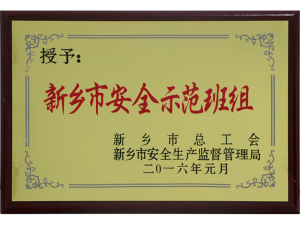 授予：
新乡市安全示范班组
新乡市总工会
新乡市安全生产监督管理局
二〇一六年元月